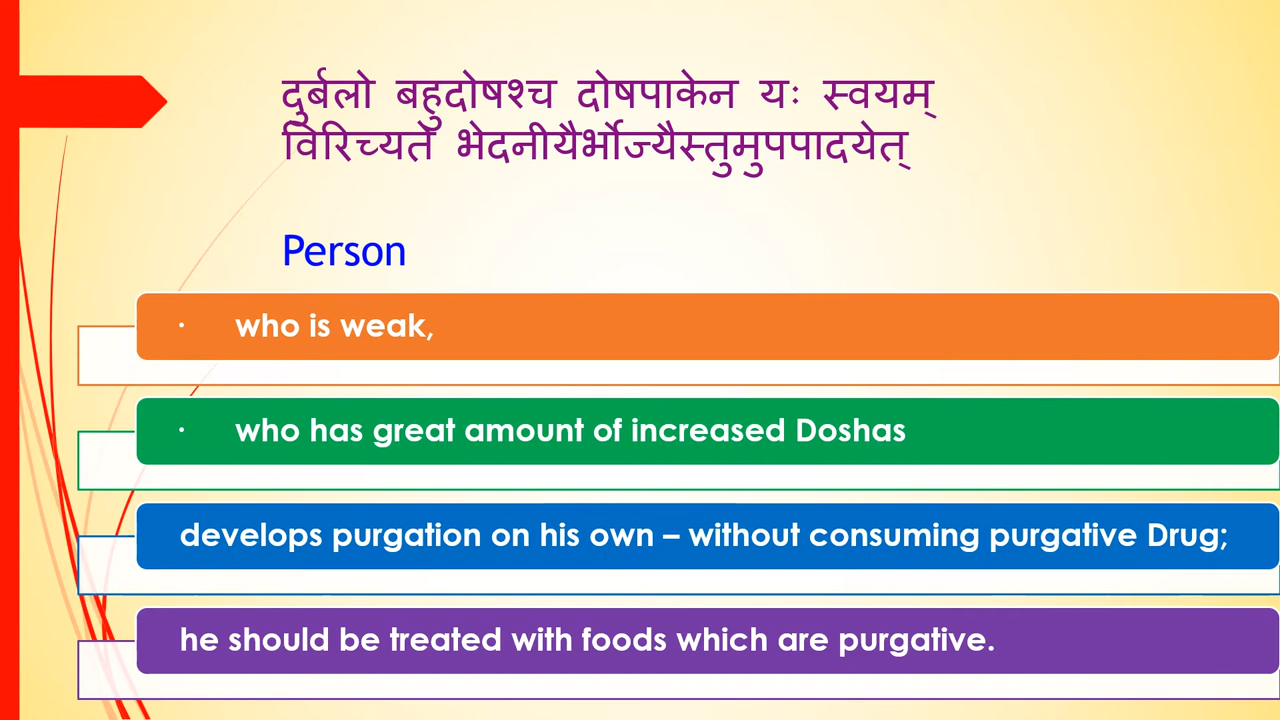 दुर्बलो बहुदोषश्च दोषपाकेन यः स्वयम्
विरिच्यते भेदनीयैर्भोज्यैस्तुमुपपादयेत्
Person
· who is weak,
· who has great amount of increased Doshas
develops purgation on his own – without consuming purgative Drug;
he should be treated with foods which are purgative.